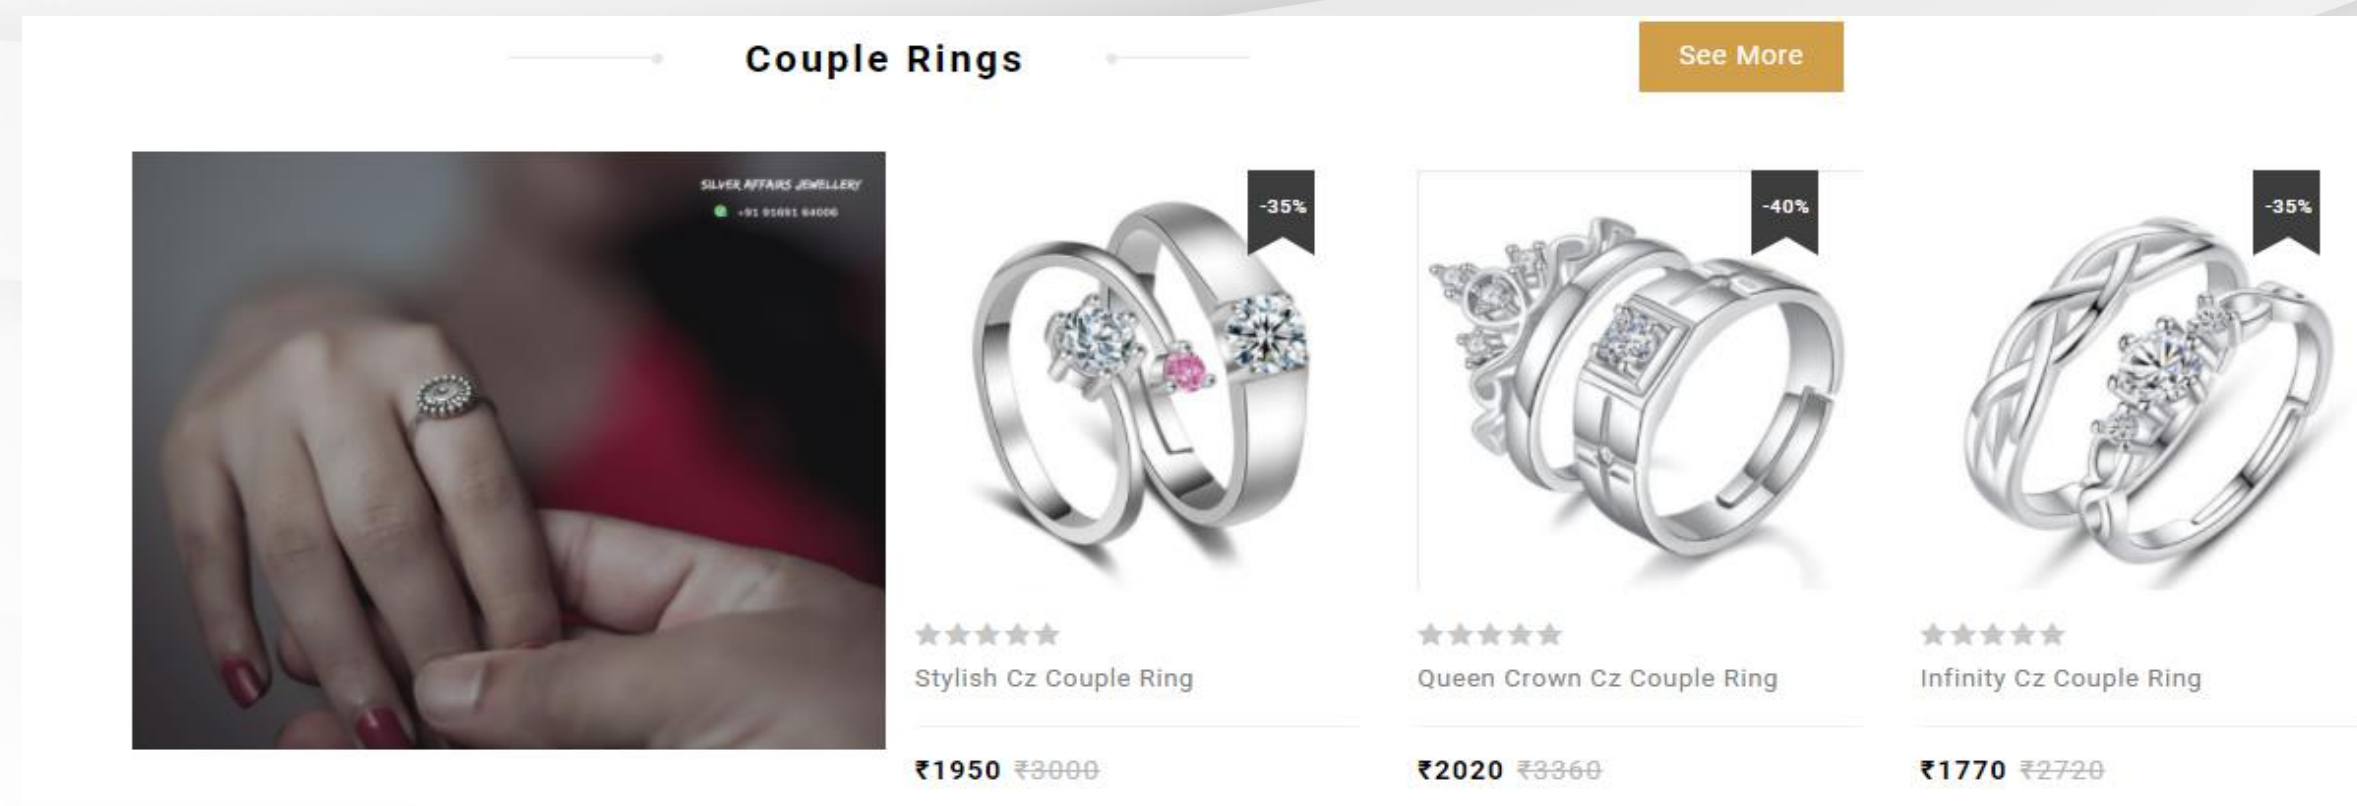 Couple Rings
See More
SILVER AFFAIRS JEWELLERY
-35%
-40%
-35%
Stylish Cz Couple Ring
Queen Crown Cz Couple Ring
Infinity Cz Couple Ring
₹1950 ₹3000
₹2020 ₹3360
₹1770 ₹2720